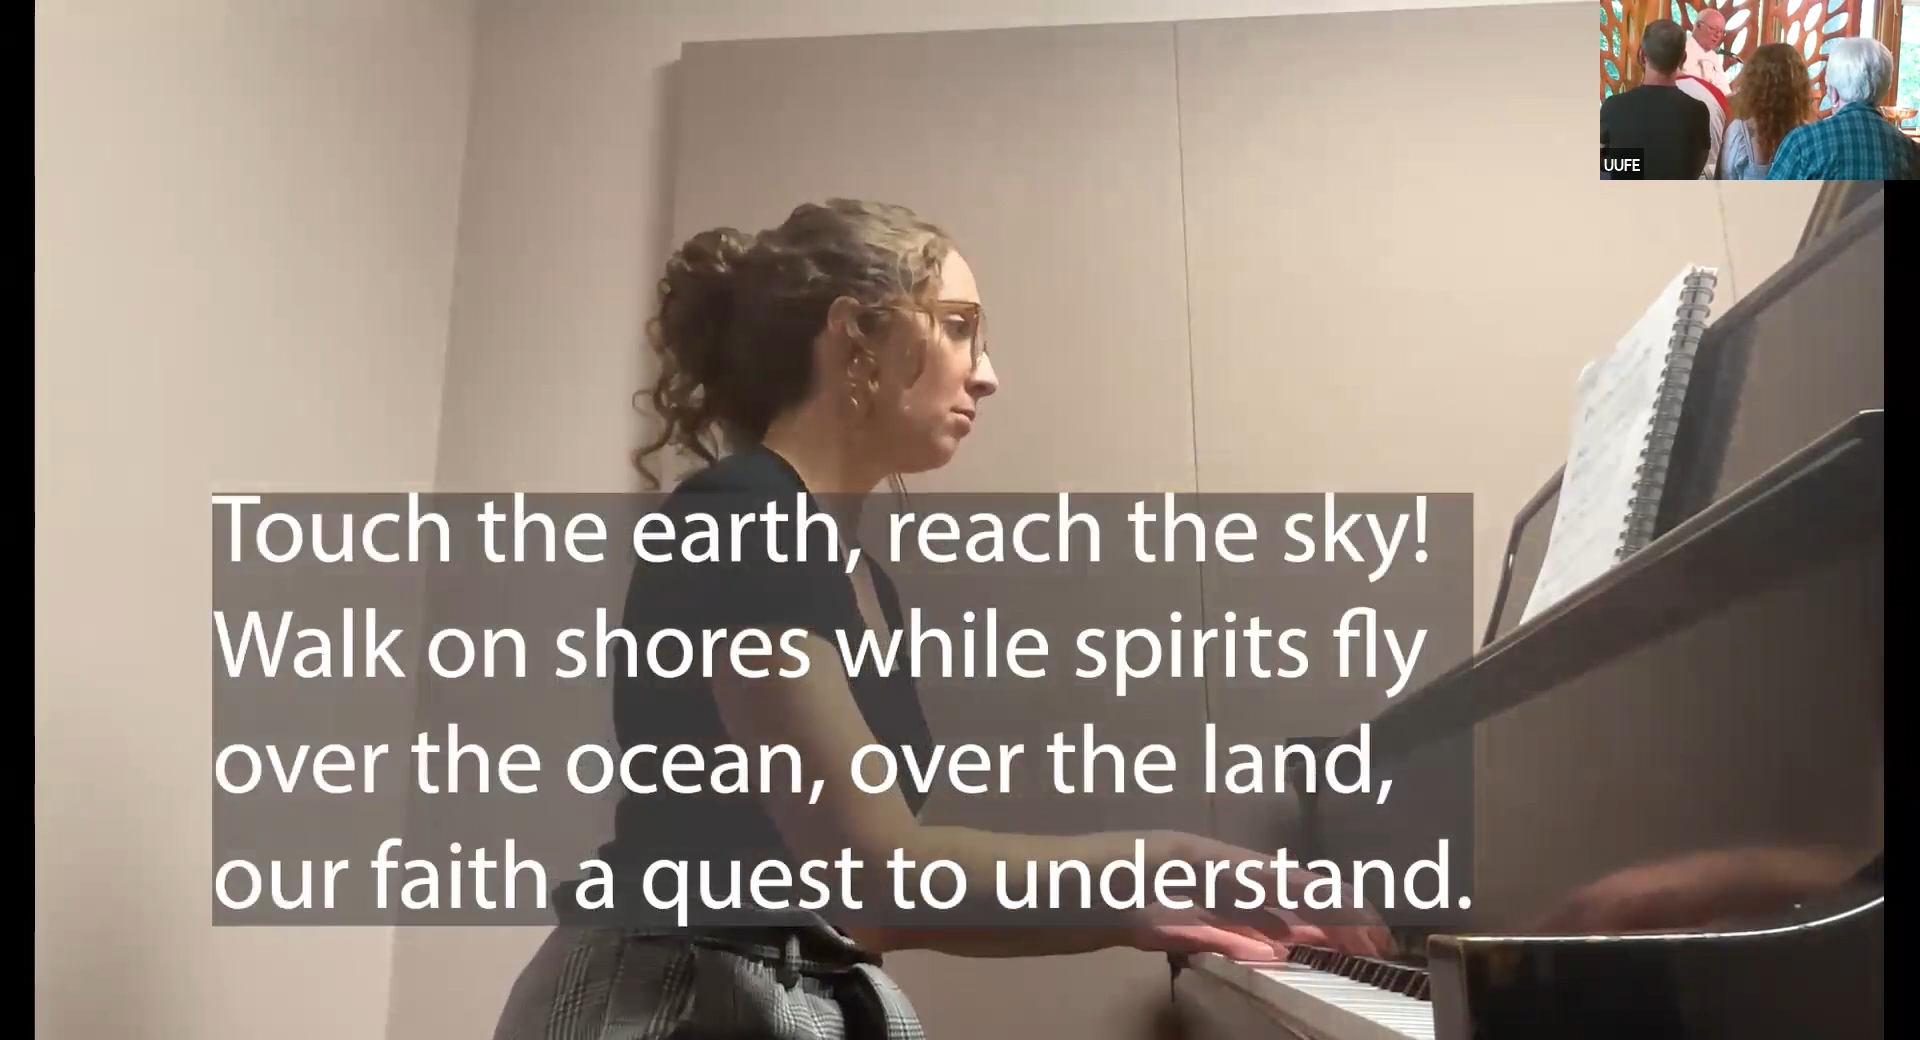 UUFE
Touch the earth, reach the sky!
Walk on shores while spirits fly
over the ocean, over the land,
our faith a quest to understand.